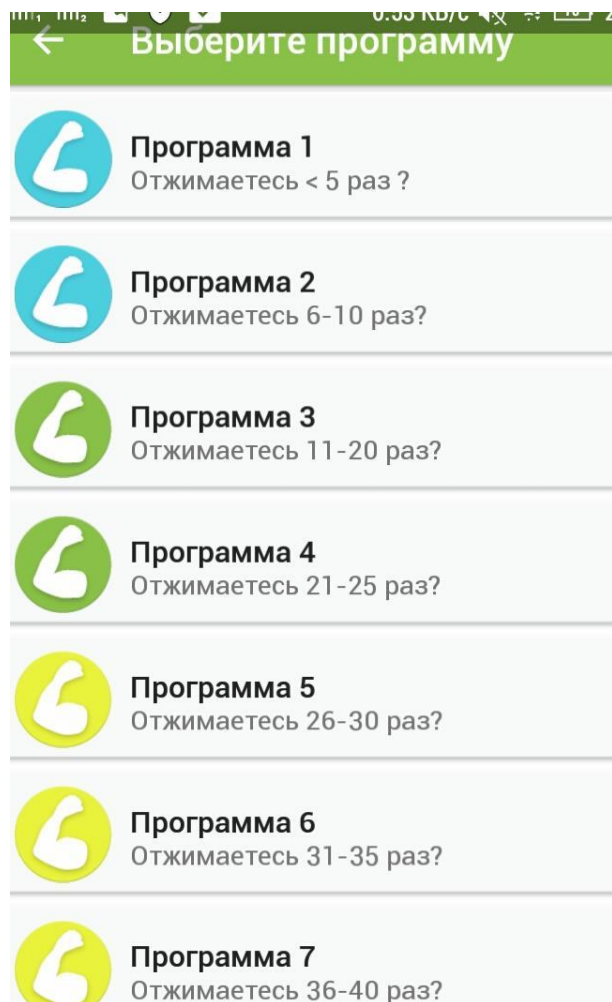 Выберите программу
Программа 1
Отжимаетесь < 5 раз ?
Программа 2
Отжимаетесь 6-10 раз?
Программа 3
Отжимаетесь 11-20 раз?
Программа 4
Отжимаетесь 21-25 раз?
Программа 5
Отжимаетесь 26-30 раз?
Программа 6
Отжимаетесь 31-35 раз?
Программа 7
Отжимаетесь 36-40 раз?